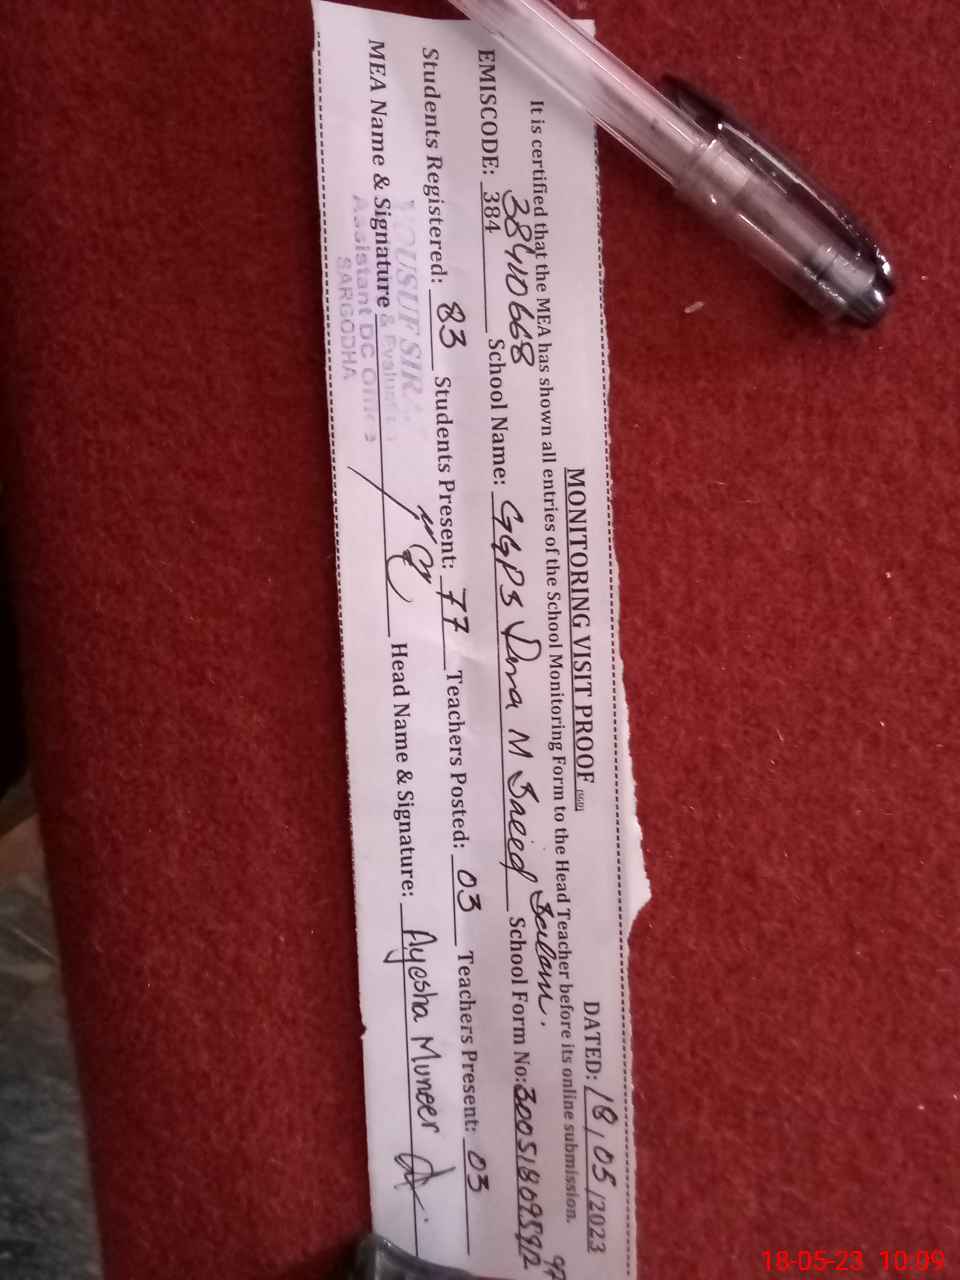 MONITORING VISIT PROOF DATED: 18/05/2023
It is certified that the MEA has shown all entries of the School Monitoring Form to the Head Teacher before its online submission.
38410668
EMISCODE: 384 School Name: GGPS Dera M Saeed School Form No:
Students Registered: 83 Students Present: 77 Teachers Posted: 03 Teachers Present: 03
YOUSUF
MEA Name & Signature Head Name & Signature: Ayesha Muneer
Assistant DC Office
SARGODHA
18-05-23 10:09